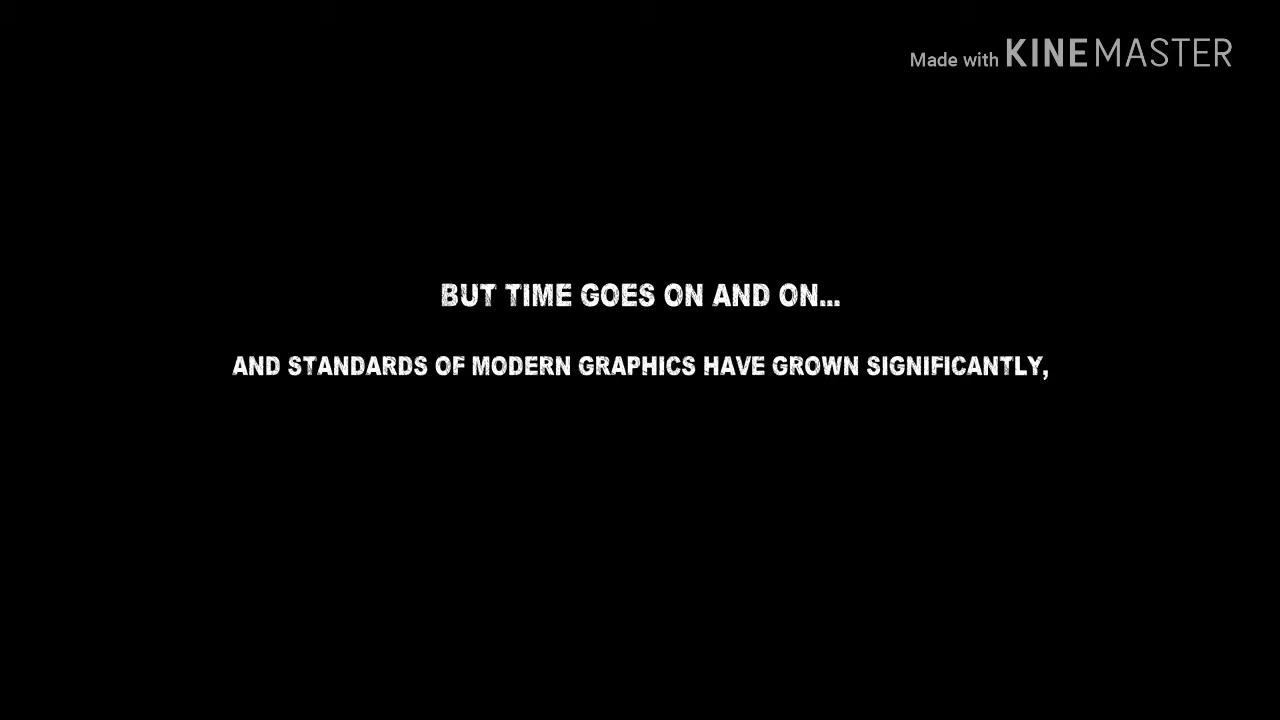 Made with KINEMASTER
BUT TIME GOES ON AND ON...
AND STANDARDS OF MODERN GRAPHICS HAVE GROWN SIGNIFICANTLY,